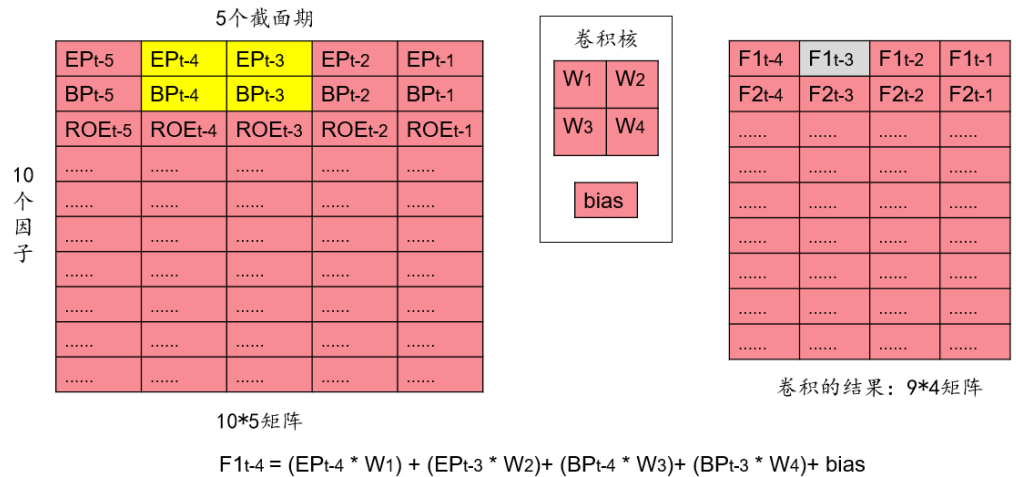 5个截面期
EPt-5 EPt-4 EPt-3 EPt-2 EPt-1
BPt-5 BPt-4 BPt-3 BPt-2 BPt-1
ROEt-5 ROEt-4 ROEt-3 ROEt-2 ROEt-1
...... ...... ...... ...... ......
...... ...... ...... ...... ......
...... ...... ...... ...... ......
...... ...... ...... ...... ......
...... ...... ...... ...... ......
...... ...... ...... ...... ......
...... ...... ...... ...... ......
10
个
因
子
10*5矩阵
卷积核
W1 W2
W3 W4
bias
F1t-4 F1t-3 F1t-2 F1t-1
F2t-4 F2t-3 F2t-2 F2t-1
...... ...... ...... ......
...... ...... ...... ......
...... ...... ...... ......
...... ...... ...... ......
...... ...... ...... ......
...... ...... ...... ......
...... ...... ...... ......
卷积的结果：9*4矩阵
F1t-4 = (EPt-4 * W1) + (EPt-3 * W2)+ (BPt-4 * W3)+ (BPt-3 * W4)+ bias